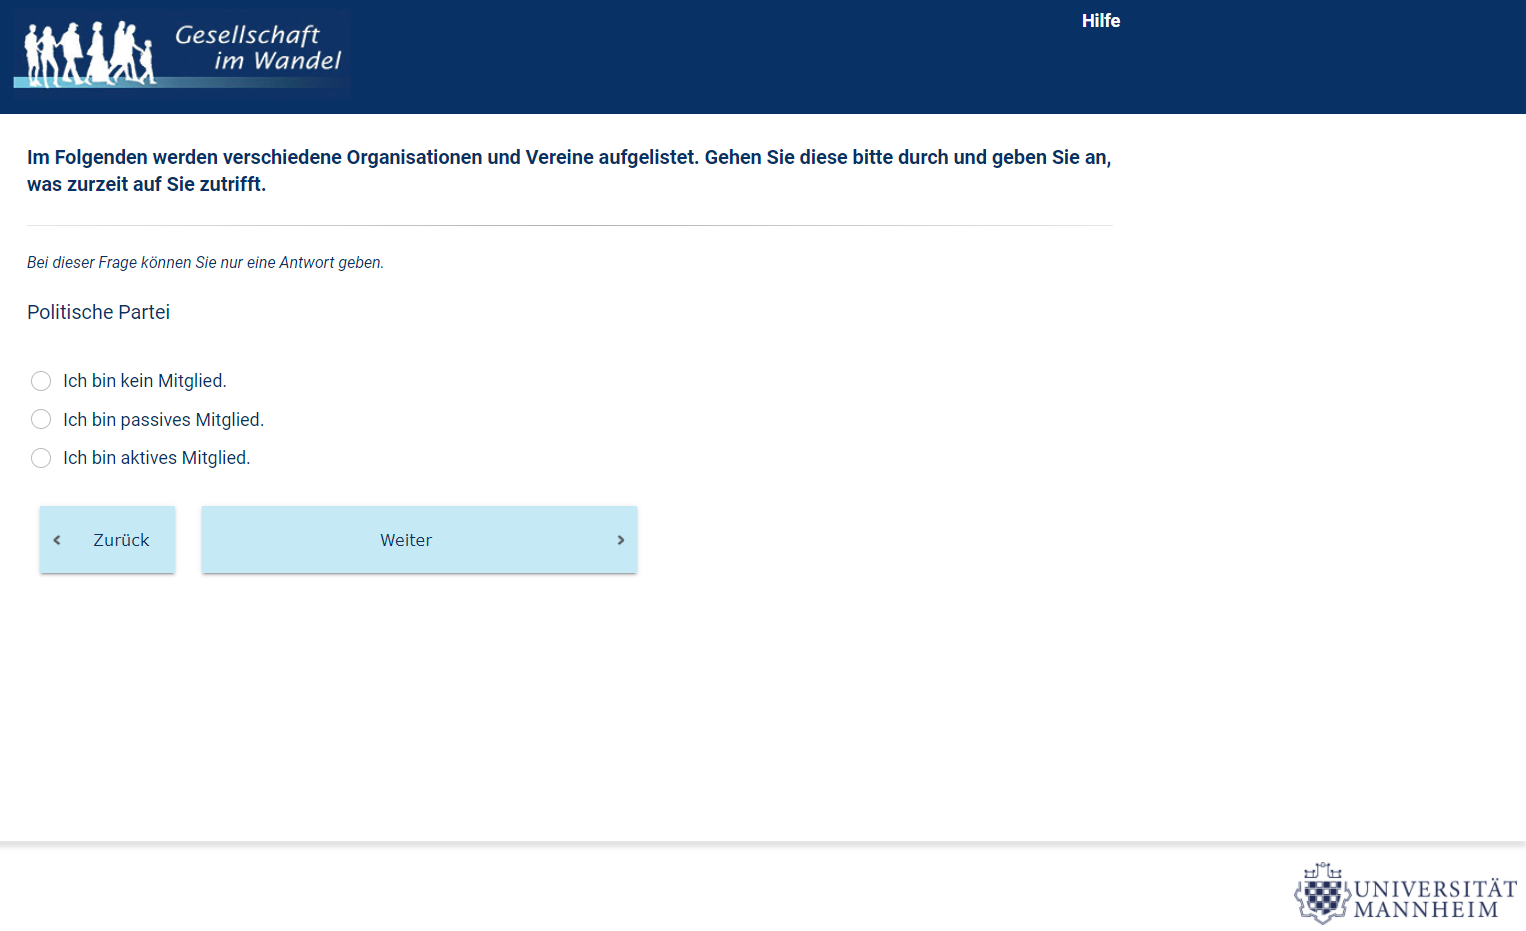 Gesellschaft
im Wandel
Hilfe
Im Folgenden werden verschiedene Organisationen und Vereine aufgelistet. Gehen Sie diese bitte durch und geben Sie an,
was zurzeit auf Sie zutrifft.
Bei dieser Frage können Sie nur eine Antwort geben.
Politische Partei
Ich bin kein Mitglied.
Ich bin passives Mitglied.
Ich bin aktives Mitglied.
Zurück
Weiter
UNIVERSITÄT
MANNHEIM